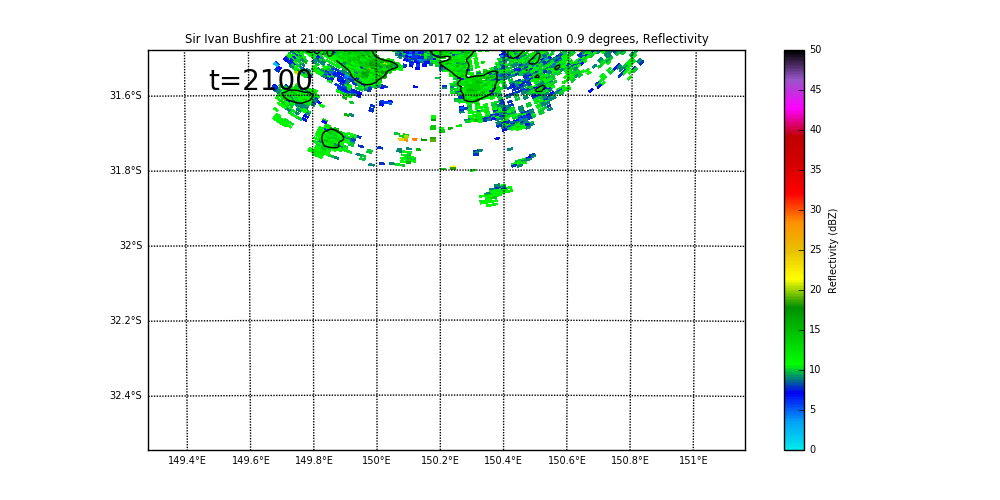 Sir Ivan Bushfire at 21:00 Local Time on 2017 02 12 at elevation 0.9 degrees, Reflectivity
t=2100
31.6°S
31.8°S
32°S
32.2°S
32.4°S
149.4°E 149.6°E 149.8°E 150°E 150.2°E 150.4°E 150.6°E 150.8°E 151°E
50
45
40
35
30
25
20
15
10
5
0
Reflectivity (dBZ)